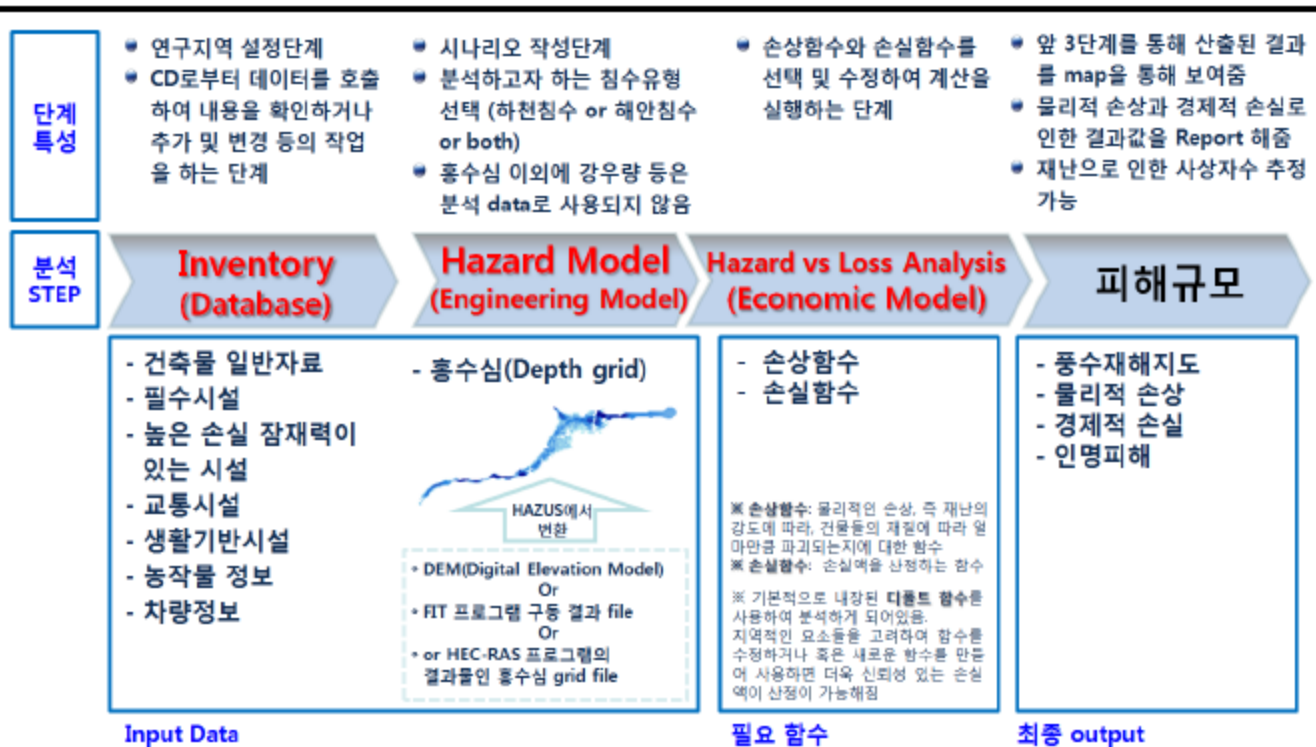 단계
특성
연구지역 설정단계
CD로부터 데이터를 호출
하여 내용을 확인하거나
추가 및 변경 등의 작업
을 하는 단계
시나리오 작성단계
분석하고자 하는 침수유형
선택 (하천침수 or 해안침수
or both)
홍수심 이외에 강우량 등은
분석 data로 사용되지 않음
손상함수와 손실함수를
선택 및 수정하여 계산을
실행하는 단계
앞 3단계를 통해 산출된 결과
를 map을 통해 보여줌
물리적 손상과 경제적 손실로
인한 결과값을 Report 해줌
재난으로 인한 사상자수 추정
가능
분석
STEP
Inventory
(Database)
Hazard Model
(Engineering Model)
Hazard vs Loss Analysis
(Economic Model)
피해규모
- 건축물 일반자료
- 필수시설
- 높은 손실 잠재력이
있는 시설
- 교통시설
- 생활기반시설
- 농작물 정보
- 차량정보
- 홍수심(Depth grid)
HAZUS에서
변환
• DEM(Digital Elevation Model)
Or
• FIT 프로그램 구동 결과 file
Or
• or HEC-RAS 프로그램의
결과물인 홍수심 grid file
- 손상함수
- 손실함수
※ 손상함수: 물리적인 손상, 즉 재난의
강도에 따라, 건물들의 재질에 따라 얼
마만큼 파괴되는지에 대한 함수
※ 손실함수: 손실액을 산정하는 함수
※ 기본적으로 내장된 디폴트 함수를
사용하여 분석하게 되어있음.
지역적인 요소들을 고려하여 함수를
수정하거나 혹은 새로운 함수를 만들
어 사용하면 더욱 신뢰성 있는 손실
액이 산정이 가능해짐
- 풍수재해지도
- 물리적 손상
- 경제적 손실
- 인명피해
Input Data
필요 함수
최종 output